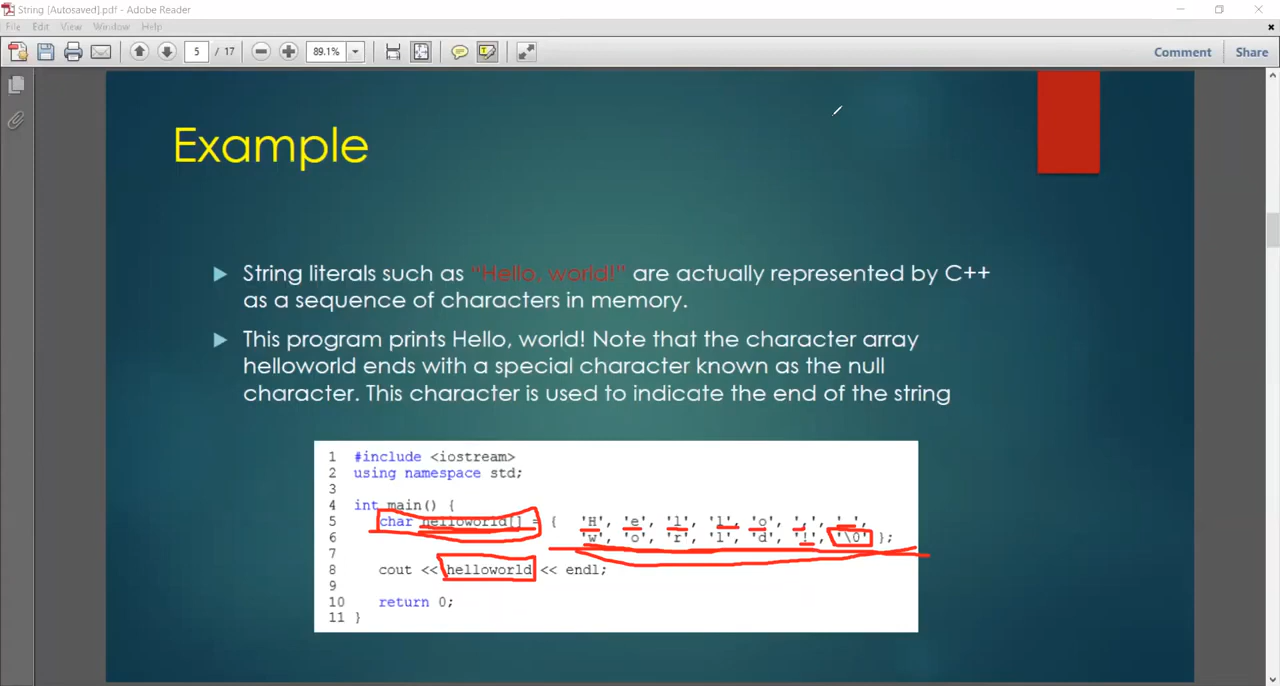 String [Autosaved].pdf - Adobe Reader
File Edit View Window Help
5 / 17 89.1% Comment Share
Example
String literals such as "Hello, world!" are actually represented by C++
as a sequence of characters in memory.
This program prints Hello, world! Note that the character array
helloworld ends with a special character known as the null
character. This character is used to indicate the end of the string
1 #include <iostream>
2 using namespace std;
3
4 int main() {
5 char helloworld[] = { 'H', 'e', 'l', 'l', 'o', ',', ' ',
6 'w', 'o', 'r', 'l', 'd', '!', '\0' };
7
8 cout << helloworld << endl;
9
10 return 0;
11 }